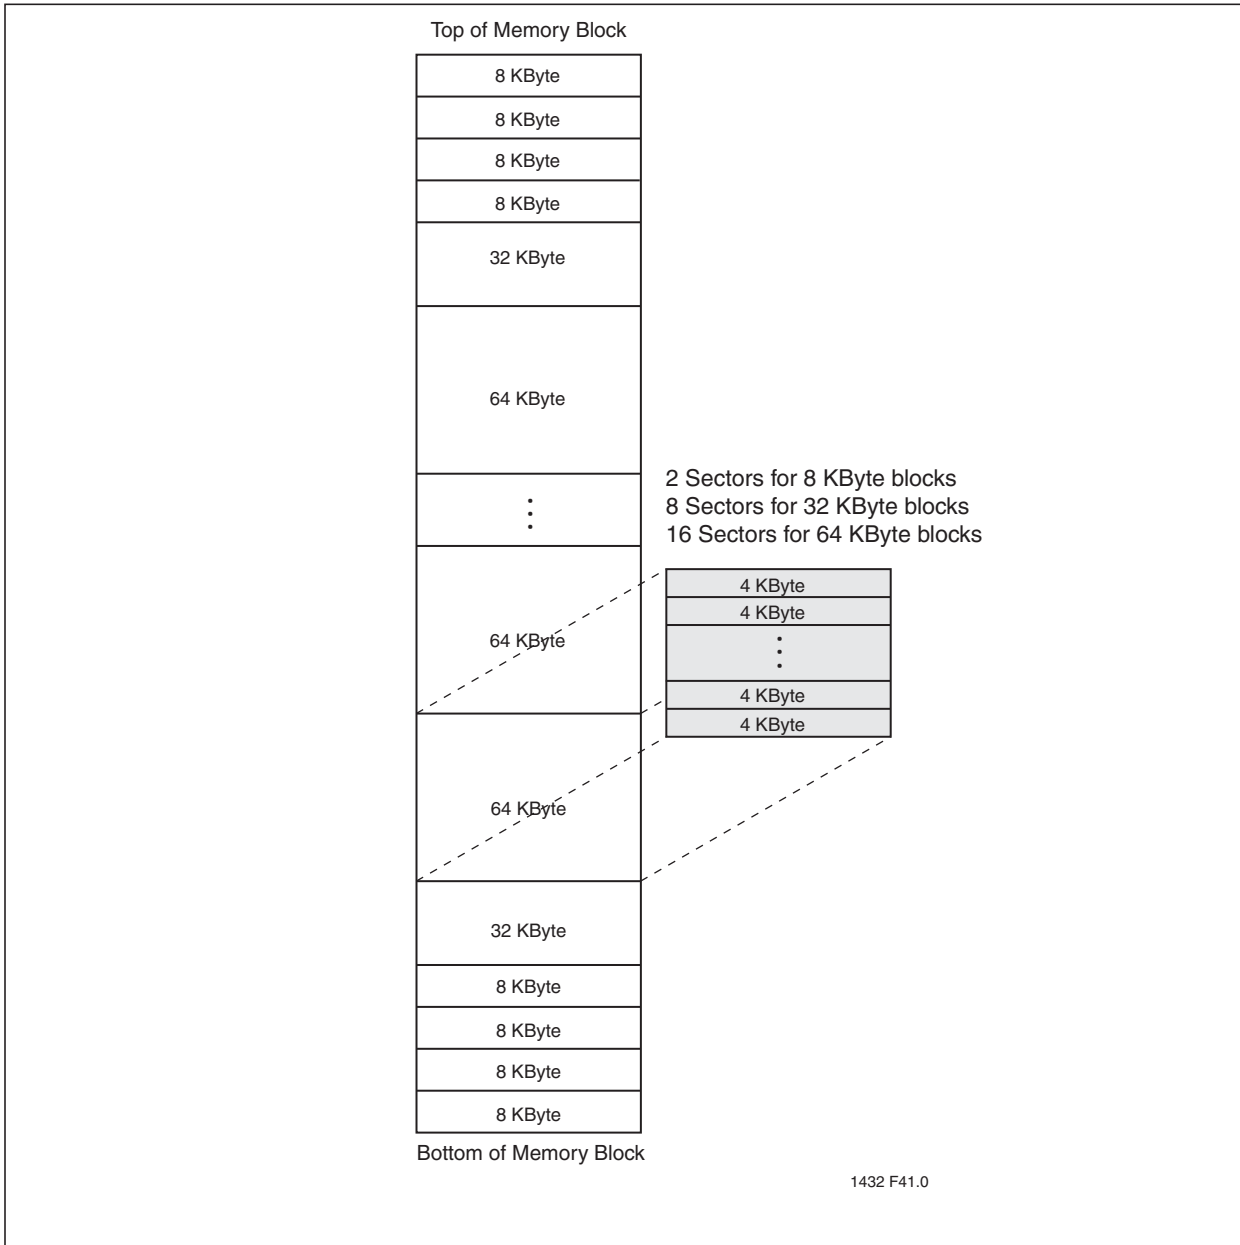 Top of Memory Block
8 KByte
8 KByte
8 KByte
8 KByte
32 KByte
64 KByte
⋮
64 KByte
64 KByte
32 KByte
8 KByte
8 KByte
8 KByte
8 KByte
Bottom of Memory Block
2 Sectors for 8 KByte blocks
8 Sectors for 32 KByte blocks
16 Sectors for 64 KByte blocks
4 KByte
4 KByte
⋮
4 KByte
4 KByte
1432 F41.0